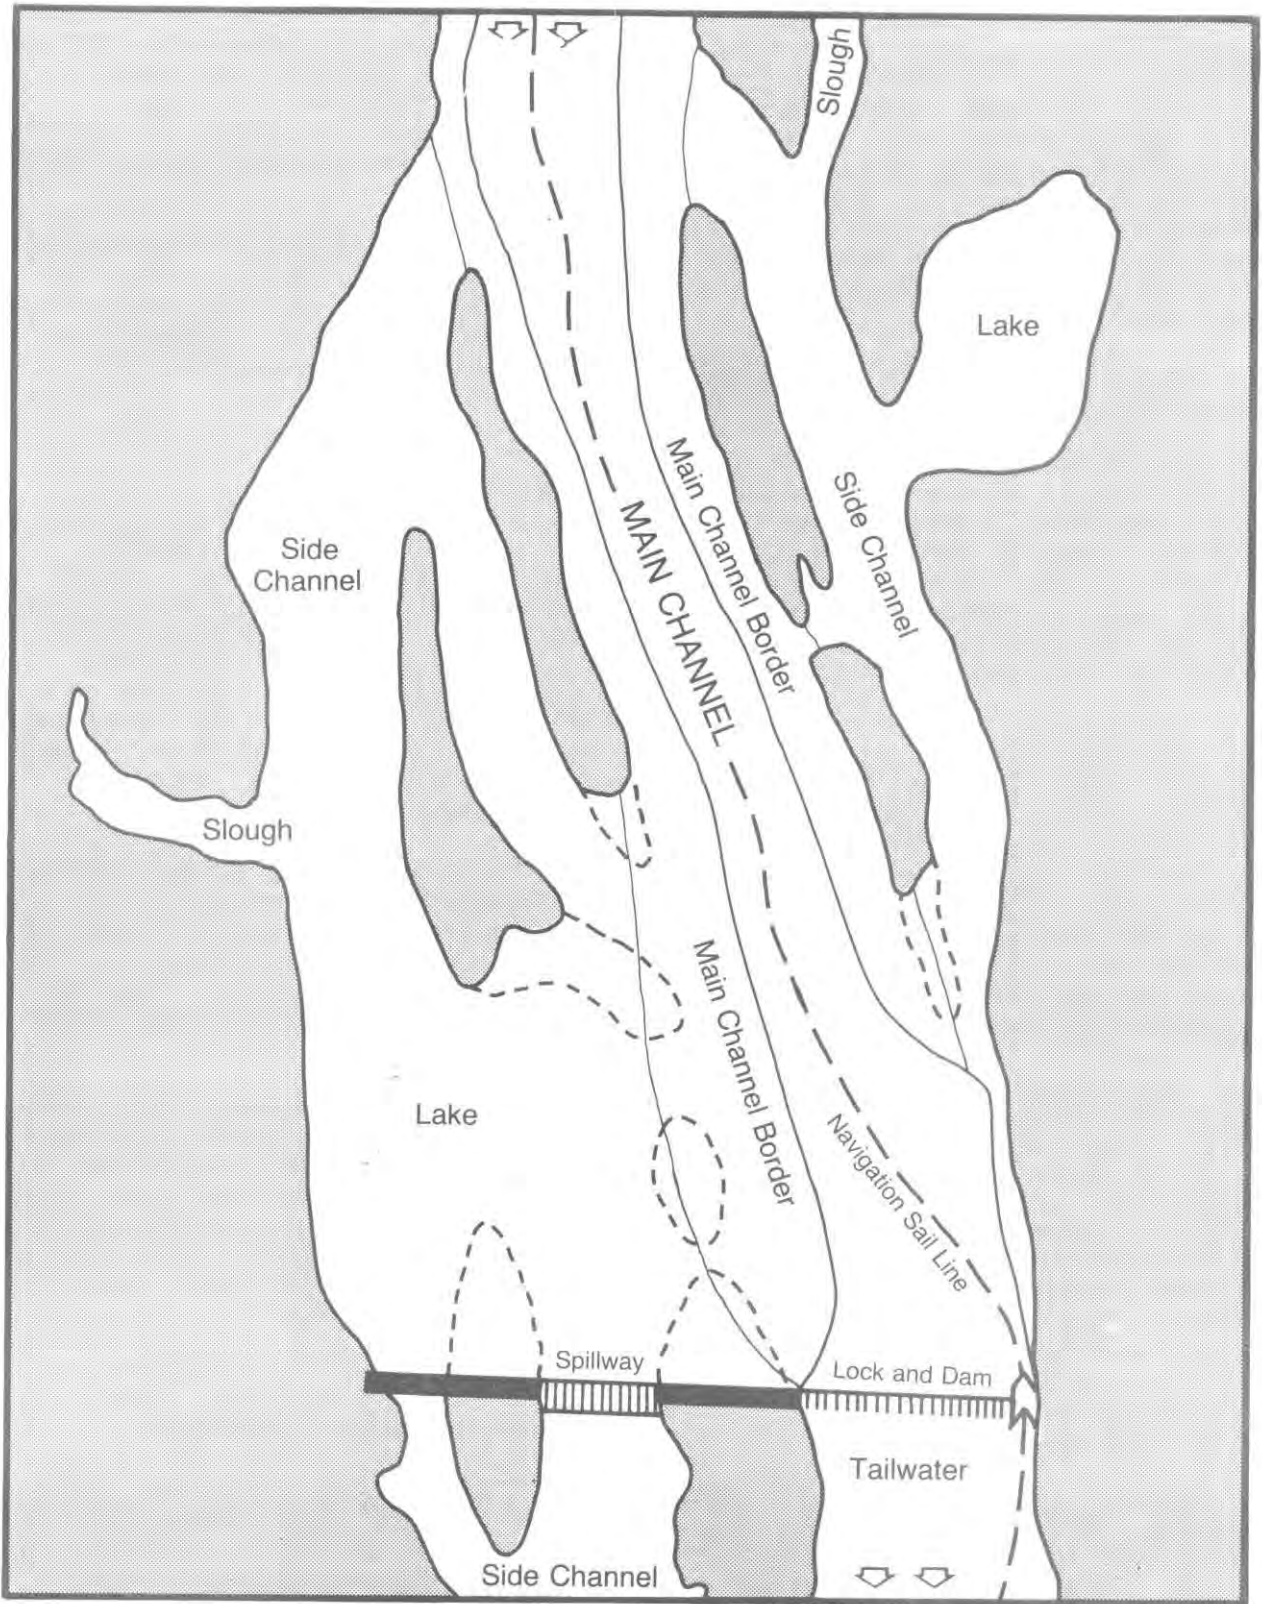 Slough
Lake
Main Channel Border
Side Channel
MAIN CHANNEL
Side
Channel
Slough
Main Channel Border
Lake
Navigation Sail Line
Spillway
Lock and Dam
Tailwater
Side Channel